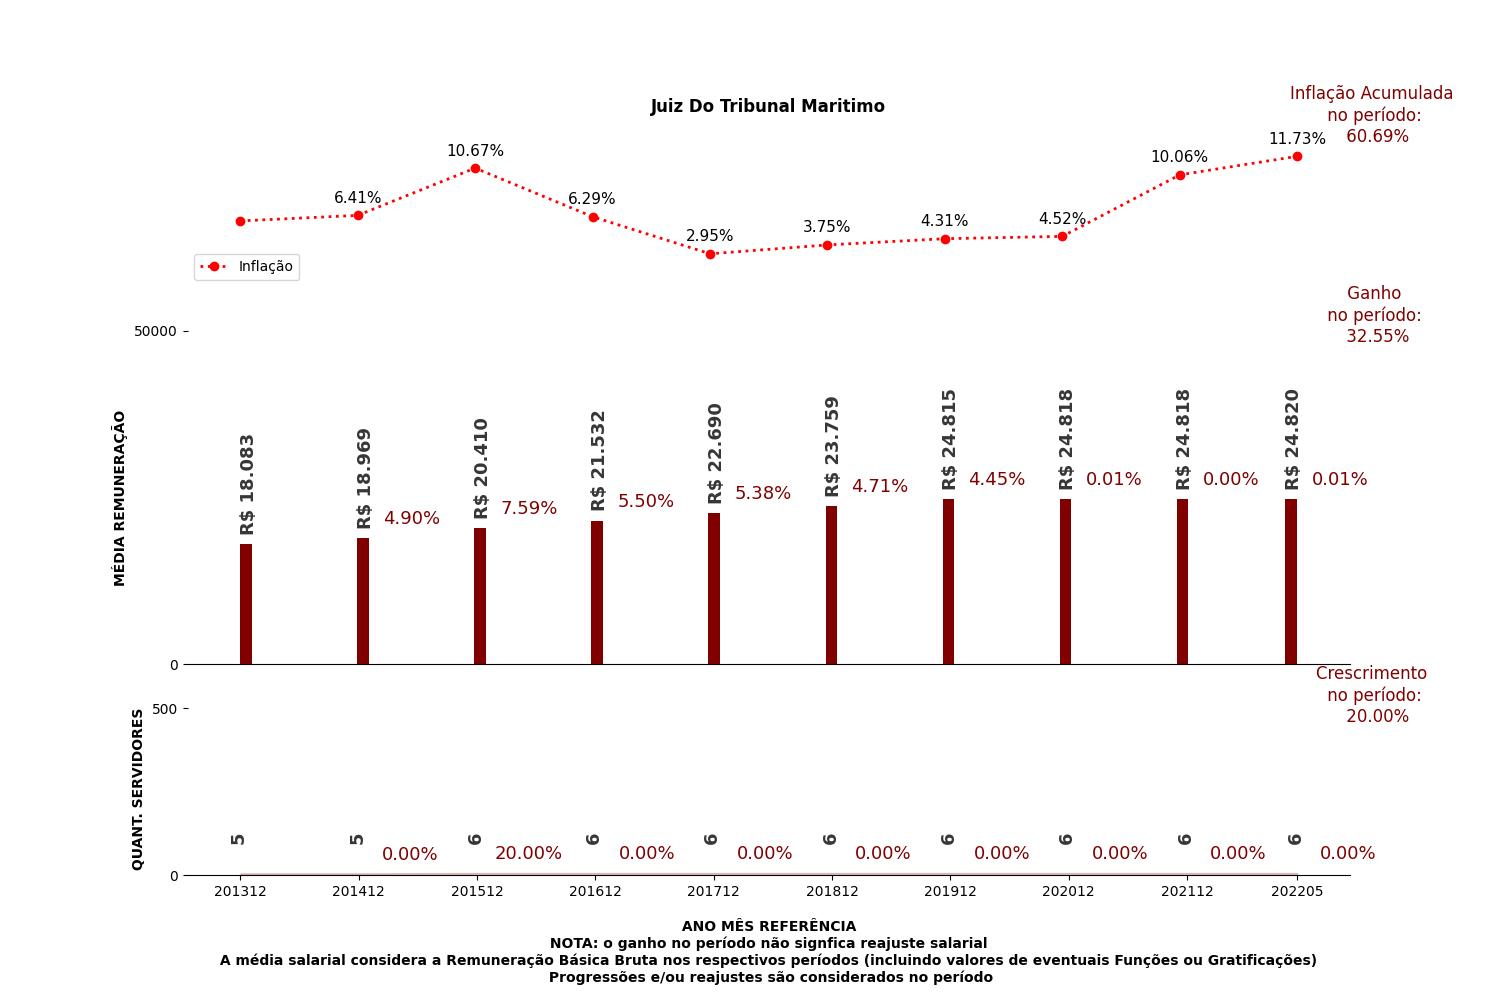 Inflação Acumulada
no período:
60.69%
Juiz Do Tribunal Maritimo
6.41%
10.67%
6.29%
2.95%
3.75%
4.31%
4.52%
10.06%
11.73%
Inflação
Ganho
no período:
32.55%
50000
0
MÉDIA REMUNERAÇÃO
R$ 18.083
R$ 18.969
4.90%
R$ 20.410
7.59%
R$ 21.532
5.50%
R$ 22.690
5.38%
R$ 23.759
4.71%
R$ 24.815
4.45%
R$ 24.818
0.01%
R$ 24.818
0.00%
R$ 24.820
0.01%
Crescrimento
no período:
20.00%
500
0
QUANT. SERVIDORES
5
5
0.00%
6
20.00%
6
0.00%
6
0.00%
6
0.00%
6
0.00%
6
0.00%
6
0.00%
6
0.00%
201312
201412
201512
201612
201712
201812
201912
202012
202112
202205
ANO MÊS REFERÊNCIA
NOTA: o ganho no período não signfica reajuste salarial
A média salarial considera a Remuneração Básica Bruta nos respectivos períodos (incluindo valores de eventuais Funções ou Gratificações)
Progressões e/ou reajustes são considerados no período